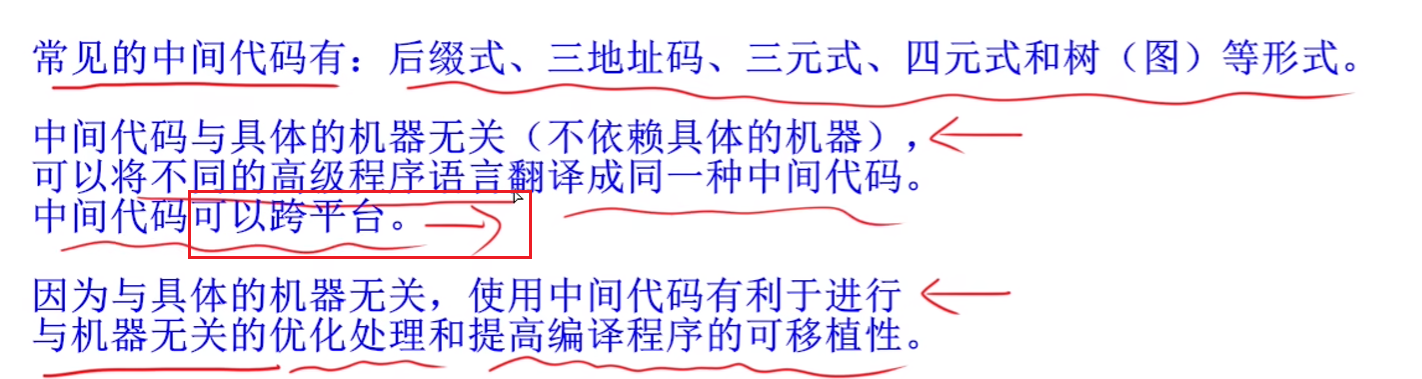 常见的中间代码有：后缀式、三地址码、三元式、四元式和树（图）等形式。
中间代码与具体的机器无关（不依赖具体的机器），
可以将不同的高级程序语言翻译成同一种中间代码。
中间代码可以跨平台。
因为与具体的机器无关，使用中间代码有利于进行
与机器无关的优化处理和提高编译程序的可移植性。